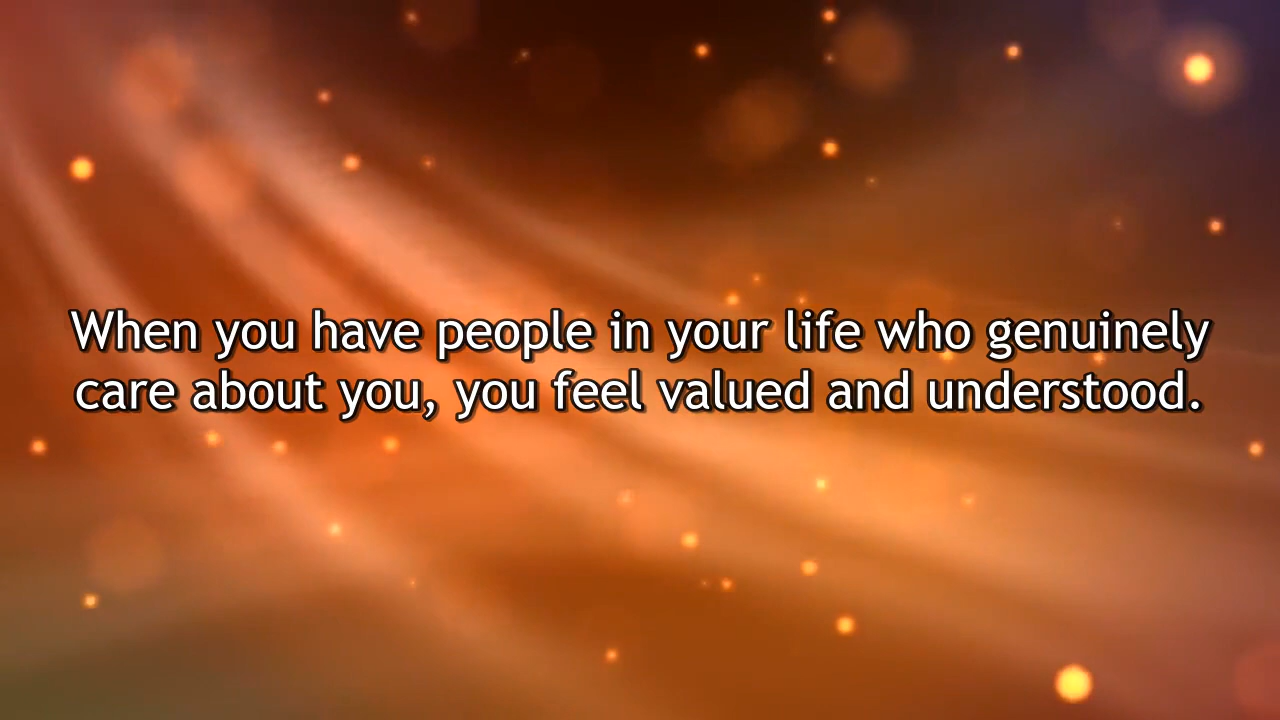 When you have people in your life who genuinely
care about you, you feel valued and understood.